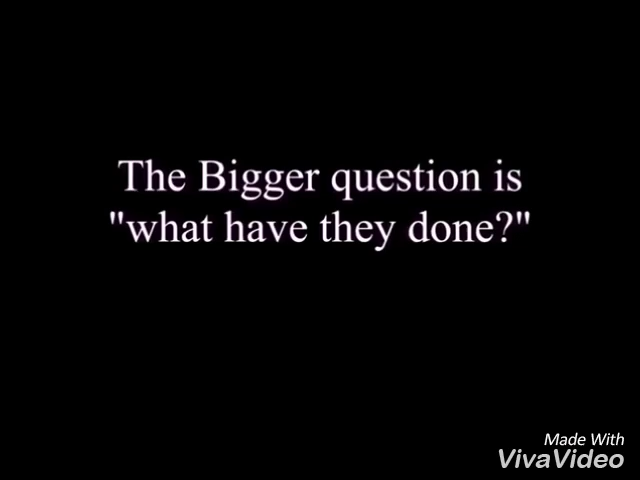 The Bigger question is
"what have they done?"
Made With
VivaVideo